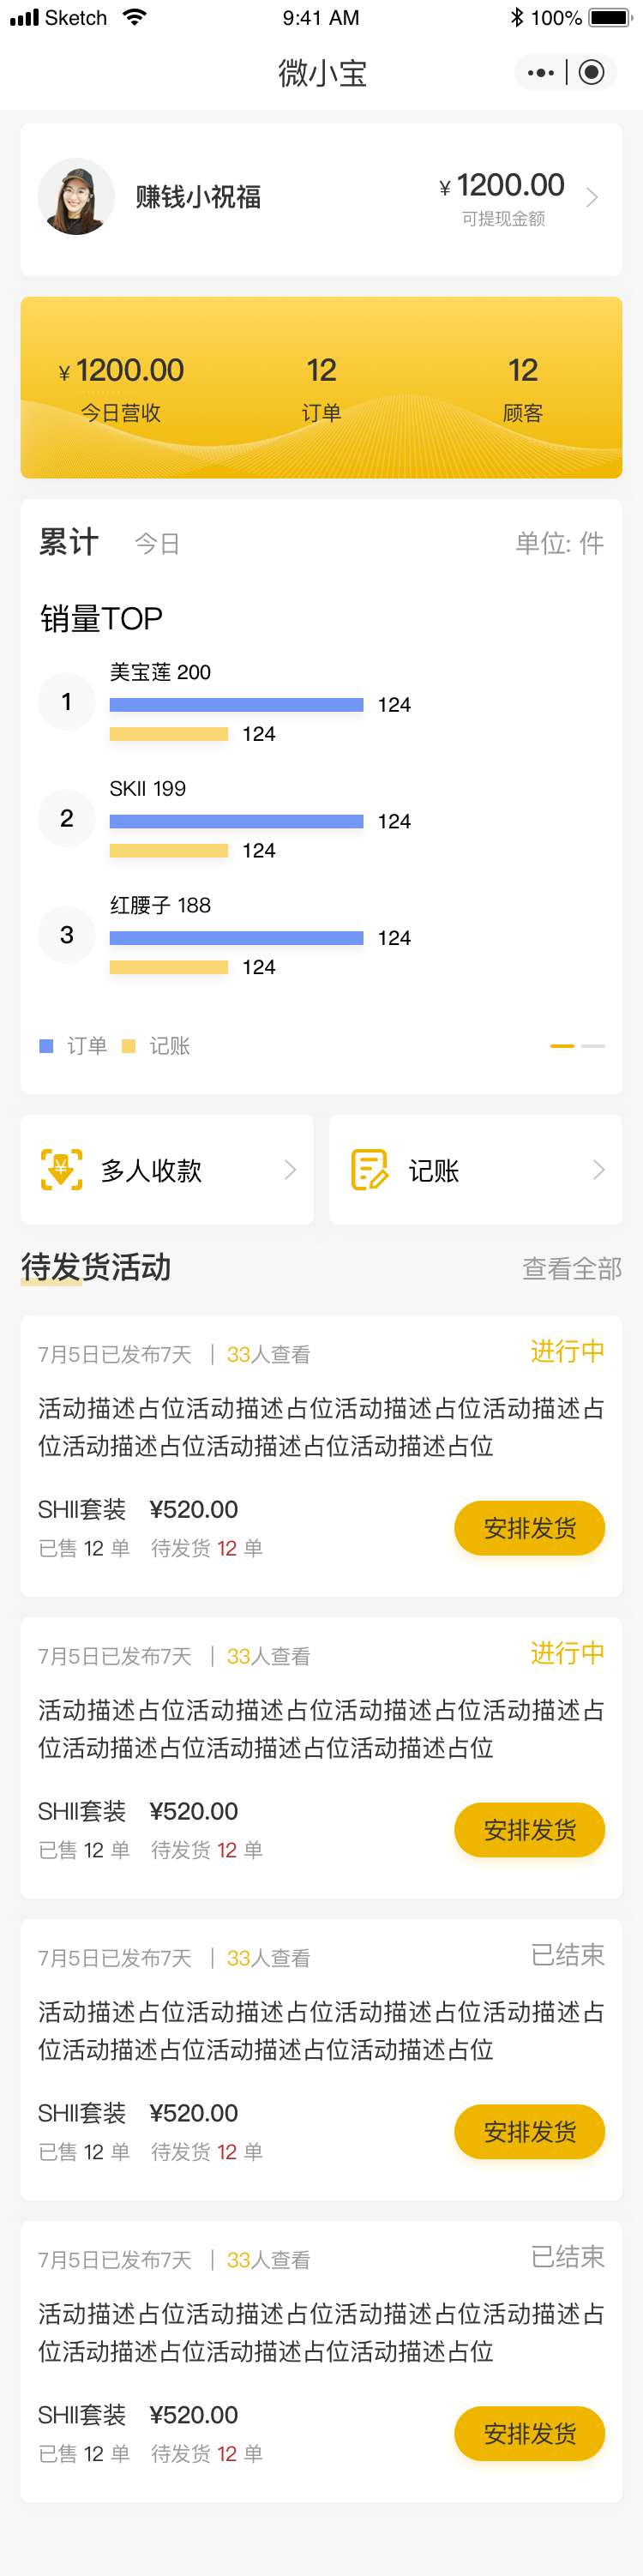 Sketch 9:41 AM 100%
微小宝
赚钱小祝福
¥ 1200.00
可提现金额
¥ 1200.00 12 12
今日营收 订单 顾客
累计 今日 单位: 件
销量TOP
美宝莲 200
1
124
124
SKII 199
2
124
124
红腰子 188
3
124
124
订单 记账
多人收款 记账
待发货活动 查看全部
7月5日已发布7天 | 33人查看 进行中
活动描述占位活动描述占位活动描述占位活动描述占
位活动描述占位活动描述占位活动描述占位
SHII套装 ¥520.00
已售 12 单 待发货 12 单
安排发货
7月5日已发布7天 | 33人查看 进行中
活动描述占位活动描述占位活动描述占位活动描述占
位活动描述占位活动描述占位活动描述占位
SHII套装 ¥520.00
已售 12 单 待发货 12 单
安排发货
7月5日已发布7天 | 33人查看 已结束
活动描述占位活动描述占位活动描述占位活动描述占
位活动描述占位活动描述占位活动描述占位
SHII套装 ¥520.00
已售 12 单 待发货 12 单
安排发货
7月5日已发布7天 | 33人查看 已结束
活动描述占位活动描述占位活动描述占位活动描述占
位活动描述占位活动描述占位活动描述占位
SHII套装 ¥520.00
已售 12 单 待发货 12 单
安排发货